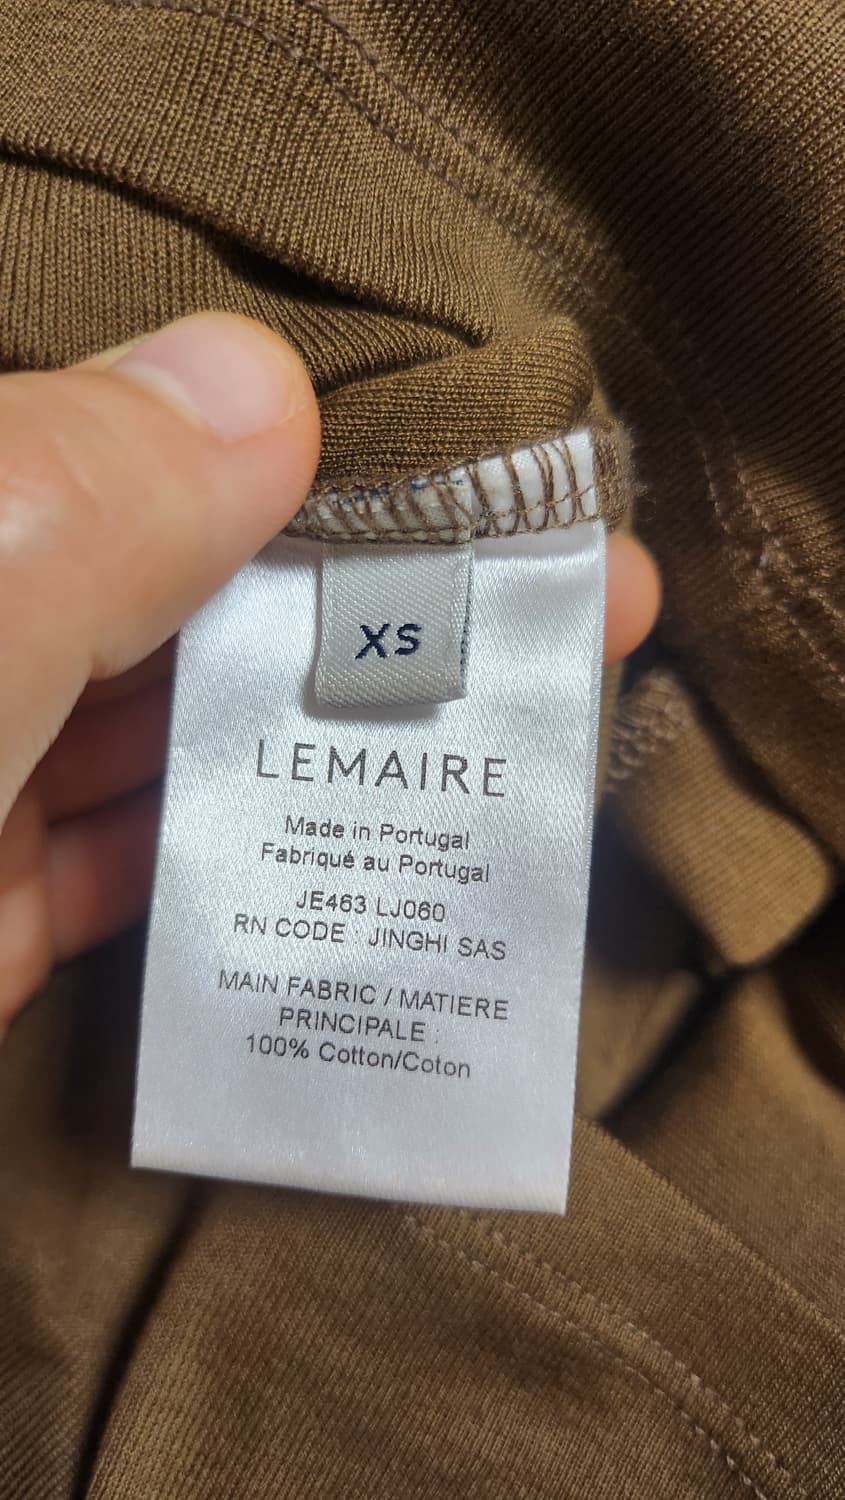 XS
LEMAIRE
Made in Portugal
Fabriqué au Portugal
JE463 LJ060
RN CODE : JINGHI SAS
MAIN FABRIC / MATIERE
PRINCIPALE :
100% Cotton/Coton